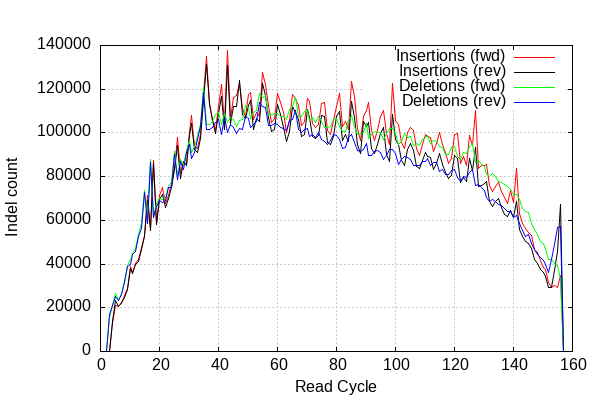 140000
120000
100000
80000
60000
40000
20000
0
Indel count
Insertions (fwd)
Insertions (rev)
Deletions (fwd)
Deletions (rev)
0 20 40 60 80 100 120 140 160
Read Cycle